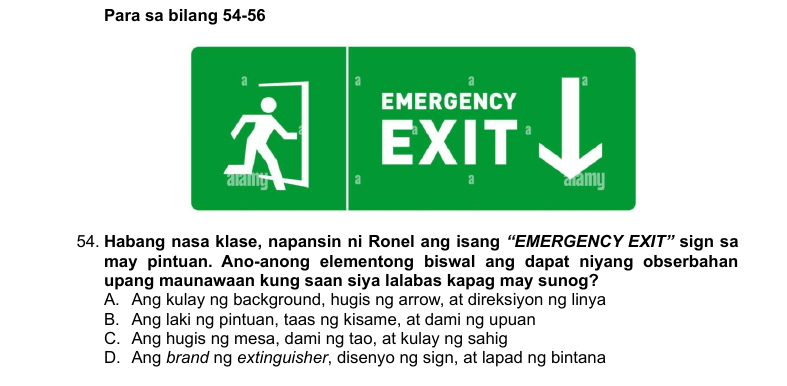 Para sa bilang 54-56
a a a a
EMERGENCY
EXIT
a a
alamy a a alamy
54. Habang nasa klase, napansin ni Ronel ang isang “EMERGENCY EXIT” sign sa
may pintuan. Ano-anong elementong biswal ang dapat niyang obserbahan
upang maunawaan kung saan siya lalabas kapag may sunog?
A. Ang kulay ng background, hugis ng arrow, at direksiyon ng linya
B. Ang laki ng pintuan, taas ng kisame, at dami ng upuan
C. Ang hugis ng mesa, dami ng tao, at kulay ng sahig
D. Ang brand ng extinguisher, disenyo ng sign, at lapad ng bintana